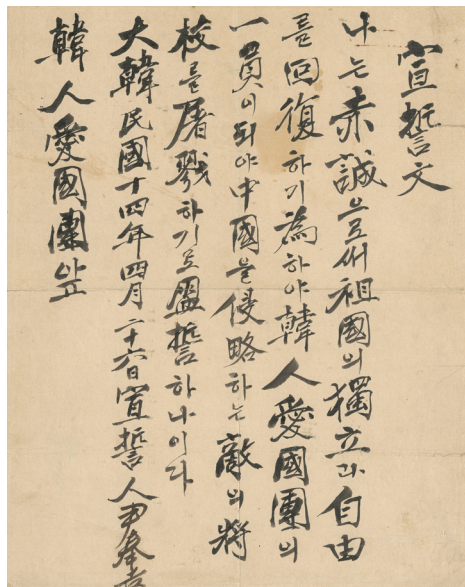 宣誓文
나는 赤誠으로써 祖國의 獨立과 自由
를 回復하기 爲하야 韓人愛國團의
一員이 되야 中國을 侵略하는 敵의 將
校를 屠戮하기로 盟誓하나이다
大韓民國十四年四月二十六日 宣誓人 尹奉吉
韓人愛國團 앞